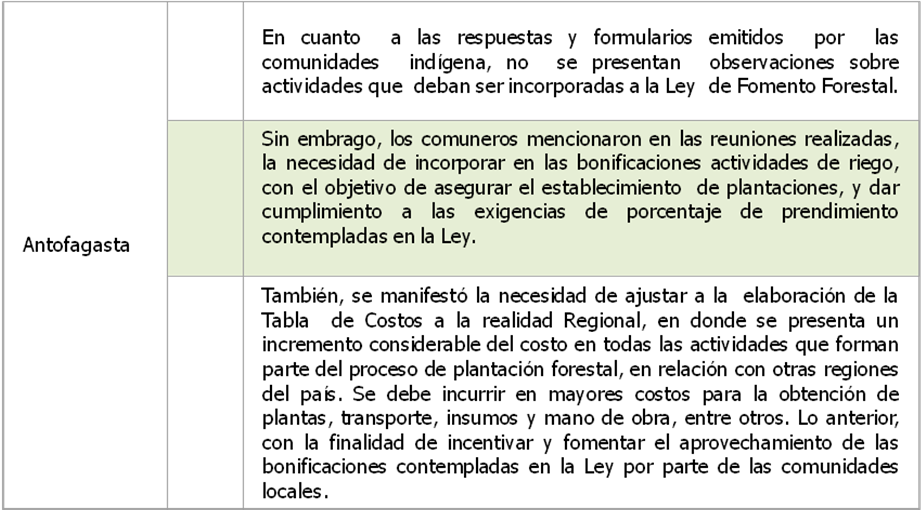 En cuanto a las respuestas y formularios emitidos por las
comunidades indígena, no se presentan observaciones sobre
actividades que deban ser incorporadas a la Ley de Fomento Forestal.
Sin embrago, los comuneros mencionaron en las reuniones realizadas,
la necesidad de incorporar en las bonificaciones actividades de riego,
con el objetivo de asegurar el establecimiento de plantaciones, y dar
cumplimiento a las exigencias de porcentaje de prendimiento
contempladas en la Ley.
Antofagasta
También, se manifestó la necesidad de ajustar a la elaboración de la
Tabla de Costos a la realidad Regional, en donde se presenta un
incremento considerable del costo en todas las actividades que forman
parte del proceso de plantación forestal, en relación con otras regiones
del país. Se debe incurrir en mayores costos para la obtención de
plantas, transporte, insumos y mano de obra, entre otros. Lo anterior,
con la finalidad de incentivar y fomentar el aprovechamiento de las
bonificaciones contempladas en la Ley por parte de las comunidades
locales.